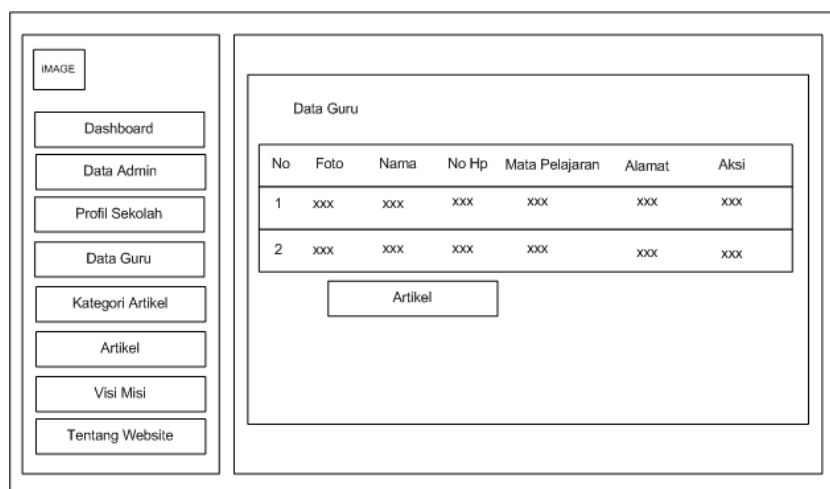 iMAGE
Dashboard
Data Admin
Profil Sekolah
Data Guru
Kategori Artikel
Artikel
Visi Misi
Tentang Website
Data Guru
No Foto Nama No Hp Mata Pelajaran Alamat Aksi
1 xxx xxx xxx xxx xxx xxx
2 xxx xxx xxx xxx xxx xxx
Artikel